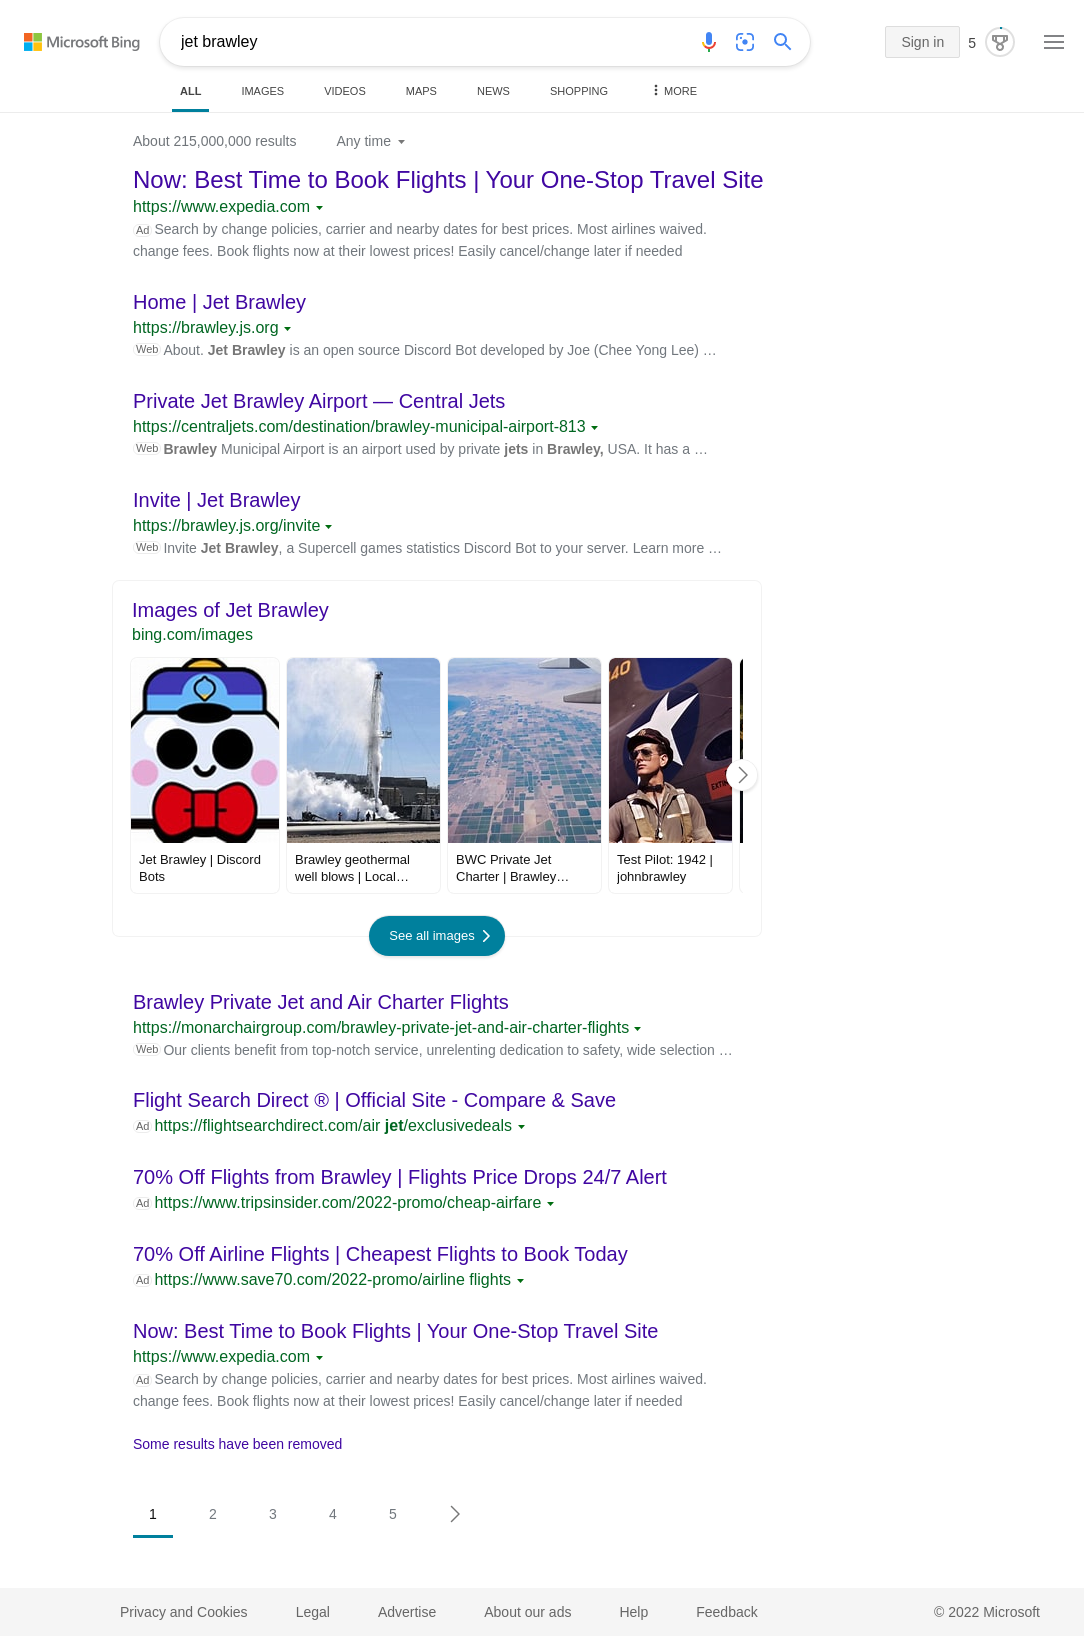 Microsoft Bing
jet brawley
Sign in
5
ALL
IMAGES
VIDEOS
MAPS
NEWS
SHOPPING
MORE
About 215,000,000 results
Any time
Now: Best Time to Book Flights | Your One-Stop Travel Site
https://www.expedia.com
Ad Search by change policies, carrier and nearby dates for best prices. Most airlines waived.
change fees. Book flights now at their lowest prices! Easily cancel/change later if needed
Home | Jet Brawley
https://brawley.js.org
Web About. Jet Brawley is an open source Discord Bot developed by Joe (Chee Yong Lee) …
Private Jet Brawley Airport — Central Jets
https://centraljets.com/destination/brawley-municipal-airport-813
Web Brawley Municipal Airport is an airport used by private jets in Brawley, USA. It has a …
Invite | Jet Brawley
https://brawley.js.org/invite
Web Invite Jet Brawley, a Supercell games statistics Discord Bot to your server. Learn more …
Images of Jet Brawley
bing.com/images
40
EXTIN
Jet Brawley | Discord
Bots
Brawley geothermal
well blows | Local…
BWC Private Jet
Charter | Brawley…
Test Pilot: 1942 |
johnbrawley
See all images
Brawley Private Jet and Air Charter Flights
https://monarchairgroup.com/brawley-private-jet-and-air-charter-flights
Web Our clients benefit from top-notch service, unrelenting dedication to safety, wide selection …
Flight Search Direct ® | Official Site - Compare & Save
Ad https://flightsearchdirect.com/air jet/exclusivedeals
70% Off Flights from Brawley | Flights Price Drops 24/7 Alert
Ad https://www.tripsinsider.com/2022-promo/cheap-airfare
70% Off Airline Flights | Cheapest Flights to Book Today
Ad https://www.save70.com/2022-promo/airline flights
Now: Best Time to Book Flights | Your One-Stop Travel Site
https://www.expedia.com
Ad Search by change policies, carrier and nearby dates for best prices. Most airlines waived.
change fees. Book flights now at their lowest prices! Easily cancel/change later if needed
Some results have been removed
1 2 3 4 5
Privacy and Cookies
Legal
Advertise
About our ads
Help
Feedback
© 2022 Microsoft